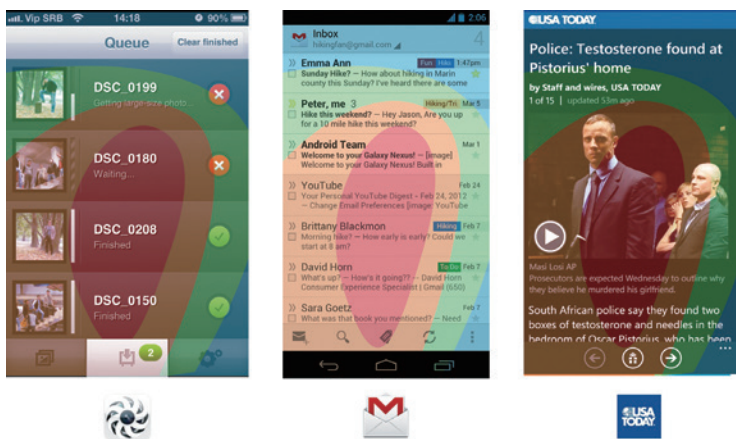 Vip SRB 14:18 90%
Queue
Clear finished
DSC_0199
Getting large-size photo...
DSC_0180
Waiting...
DSC_0208
Finished
DSC_0150
Finished
2
2:06
Inbox
hikingfan@gmail.com
4
Emma Ann Fun Hiki 1:47pm
Sunday Hike? – How about hiking in Marin
county this Sunday? I've heard there are some
Peter, me 3 Hiking/Tri Mar 5
Hike this weekend? – Hey Jason, Are you up
for a 10 mile hike this weekend?
Android Team Mar 1
Welcome to your Galaxy Nexus! – [image]
Welcome to your Galaxy Nexus! Built in
YouTube Feb 24
Your Personal YouTube Digest - Feb 24, 2012
– Change Email Preferences [image: YouTube
Brittany Blackmon Hiking Feb 7
Morning hike? – How early is early? Could we
start at 8 am?
David Horn To Do Feb 7
What's up? – How's it going?? – David Horn
Consumer Experience Specialist | Gmail (650)
Sara Goetz Feb 7
What was that book you mentioned? – Need
USA TODAY
Police: Testosterone found at
Pistorius' home
by Staff and wires, USA TODAY
1 of 15 | updated 53m ago
Masi Losi AP
Prosecutors are expected Wednesday to outline why
they believe he murdered his girlfriend.
South African police say they found two
boxes of testosterone and needles in the
bedroom of Oscar Pistorius, who has been
USA
TODAY